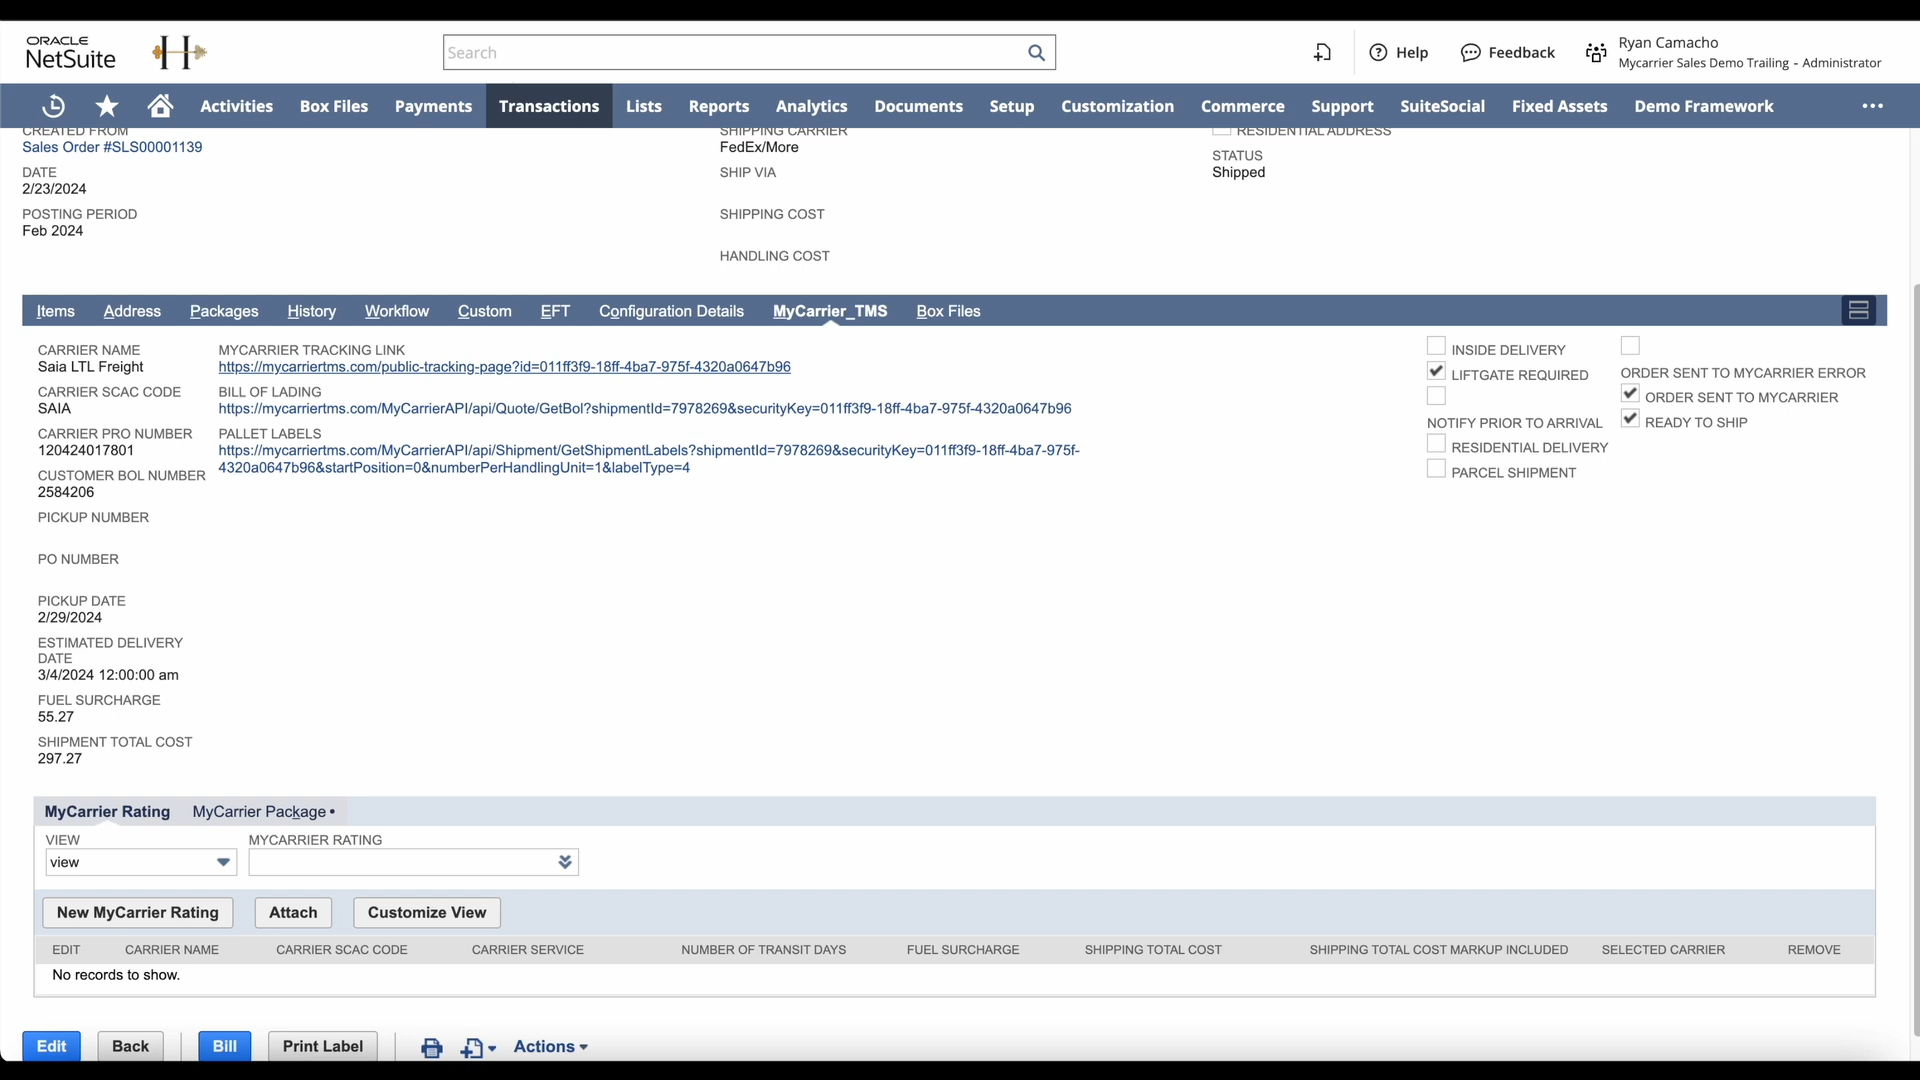 ORACLE
NetSuite
H
Search
Help
Feedback
Ryan Camacho
Mycarrier Sales Demo Trailing - Administrator
Activities
Box Files
Payments
Transactions
Lists
Reports
Analytics
Documents
Setup
Customization
Commerce
Support
SuiteSocial
Fixed Assets
Demo Framework
CREATED FROM
Sales Order #SLS00001139
DATE
2/23/2024
POSTING PERIOD
Feb 2024
SHIPPING CARRIER
FedEx/More
SHIP VIA
SHIPPING COST
HANDLING COST
RESIDENTIAL ADDRESS
STATUS
Shipped
Items
Address
Packages
History
Workflow
Custom
EFT
Configuration Details
MyCarrier_TMS
Box Files
CARRIER NAME
Saia LTL Freight
CARRIER SCAC CODE
SAIA
CARRIER PRO NUMBER
120424017801
CUSTOMER BOL NUMBER
2584206
PICKUP NUMBER
PO NUMBER
PICKUP DATE
2/29/2024
ESTIMATED DELIVERY
DATE
3/4/2024 12:00:00 am
FUEL SURCHARGE
55.27
SHIPMENT TOTAL COST
297.27
MYCARRIER TRACKING LINK
https://mycarriertms.com/public-tracking-page?id=011ff3f9-18ff-4ba7-975f-4320a0647b96
BILL OF LADING
https://mycarriertms.com/MyCarrierAPI/api/Quote/GetBol?shipmentId=7978269&securityKey=011ff3f9-18ff-4ba7-975f-4320a0647b96
PALLET LABELS
https://mycarriertms.com/MyCarrierAPI/api/Shipment/GetShipmentLabels?shipmentId=7978269&securityKey=011ff3f9-18ff-4ba7-975f-
4320a0647b96&startPosition=0&numberPerHandlingUnit=1&labelType=4
INSIDE DELIVERY
LIFTGATE REQUIRED
NOTIFY PRIOR TO ARRIVAL
RESIDENTIAL DELIVERY
PARCEL SHIPMENT
ORDER SENT TO MYCARRIER ERROR
ORDER SENT TO MYCARRIER
READY TO SHIP
MyCarrier Rating
MyCarrier Package •
VIEW
view
MYCARRIER RATING
New MyCarrier Rating
Attach
Customize View
EDIT
CARRIER NAME
CARRIER SCAC CODE
CARRIER SERVICE
NUMBER OF TRANSIT DAYS
FUEL SURCHARGE
SHIPPING TOTAL COST
SHIPPING TOTAL COST MARKUP INCLUDED
SELECTED CARRIER
REMOVE
No records to show.
Edit
Back
Bill
Print Label
Actions